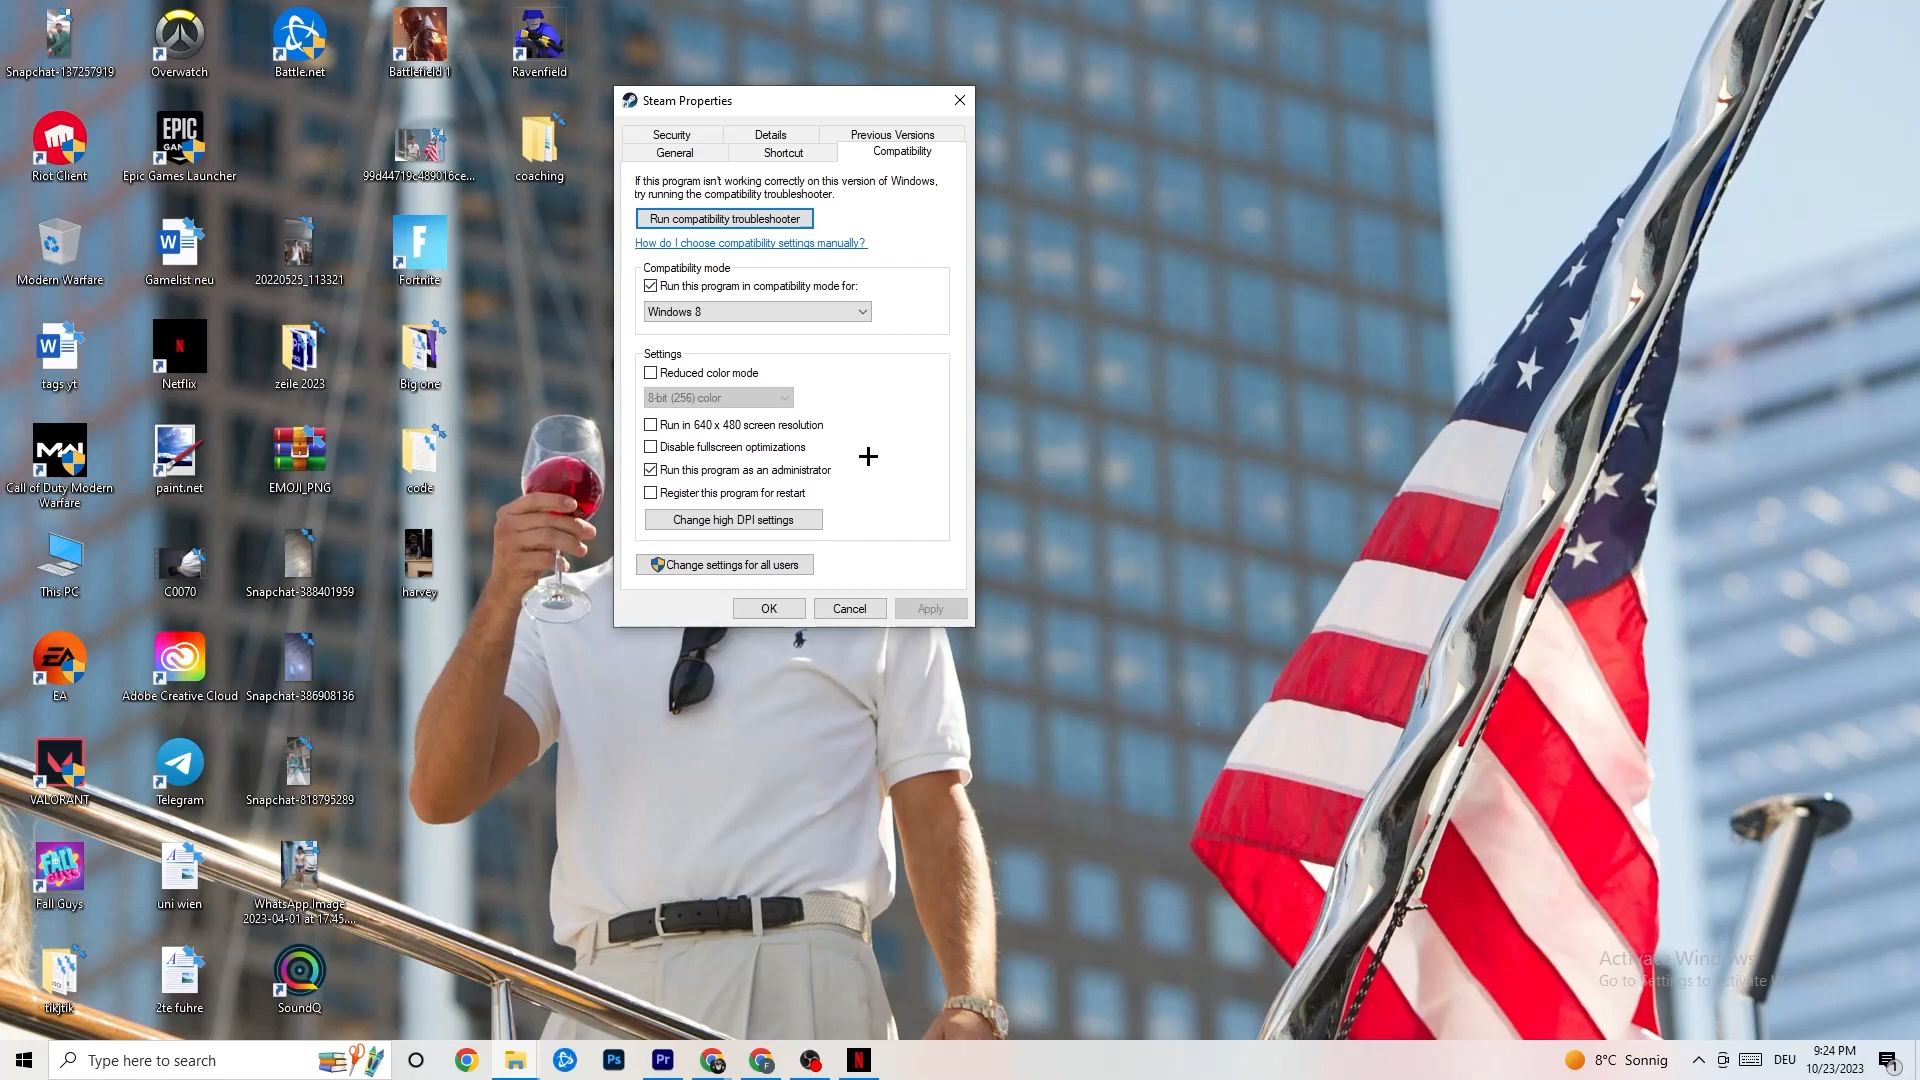 Snapchat-137257919
Overwatch
Battle.net
Battlefield 1
Ravenfield
Riot Client
EPIC
Epic Games Launcher
99d44719c489016ce...
coaching
Modern Warfare
Gamelist neu
20220525_113321
F
Fortnite
tags yt
N
Netflix
zeile 2023
Big one
Call of Duty Modern
Warfare
paint.net
EMOJI_PNG
code
This PC
C0070
Snapchat-388401959
harvey
EA
EA
Adobe Creative Cloud
Snapchat-386908136
VALORANT
Telegram
Snapchat-818795289
Fall Guys
uni wien
WhatsApp Image
2023-04-01 at 17.45....
tikjtik
2te fuhre
SoundQ
Steam Properties
Security
Details
Previous Versions
General
Shortcut
Compatibility
If this program isn't working correctly on this version of Windows,
try running the compatibility troubleshooter.
Run compatibility troubleshooter
How do I choose compatibility settings manually?
Compatibility mode
Run this program in compatibility mode for:
Windows 8
Settings
Reduced color mode
8-bit (256) color
Run in 640 x 480 screen resolution
Disable fullscreen optimizations
Run this program as an administrator
Register this program for restart
Change high DPI settings
Change settings for all users
OK
Cancel
Apply
Activate Windows
Go to Settings to activate
Type here to search
Ps
Pr
F
N
8°C Sonnig
DEU
9:24 PM
10/23/2023
1